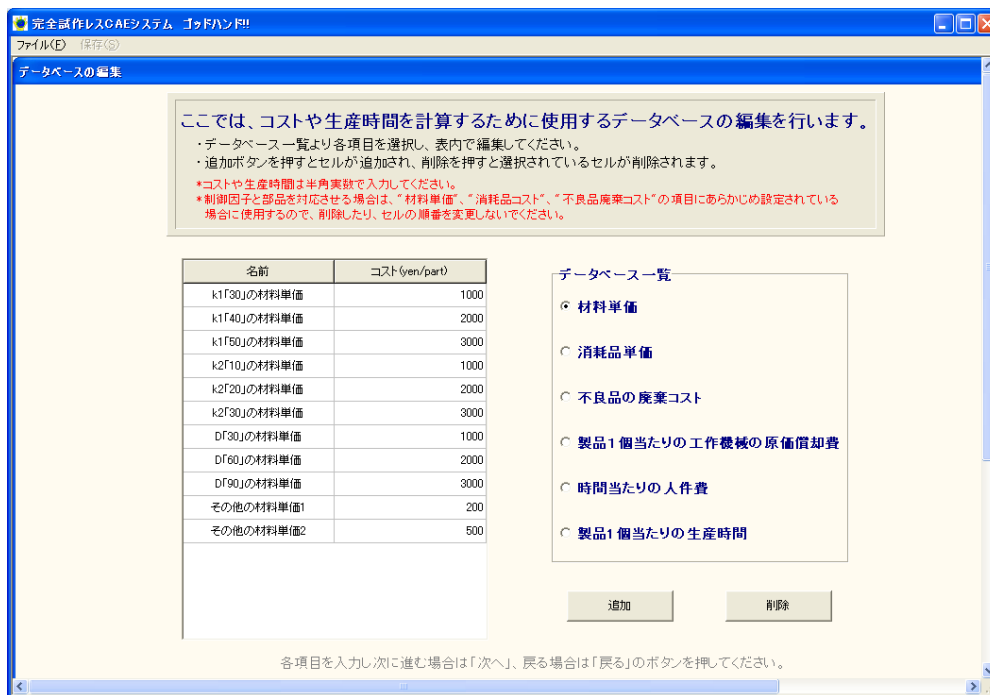 完全試作レスCAEシステム ゴッドハンド!!
ファイル(F) 保存(S)
データベースの編集
ここでは、コストや生産時間を計算するために使用するデータベースの編集を行います。
・データベース一覧より各項目を選択し、表内で編集してください。
・追加ボタンを押すとセルが追加され、削除を押すと選択されているセルが削除されます。
*コストや生産時間は半角実数で入力してください。
*制御因子と部品を対応させる場合は、"材料単価"、"消耗品コスト"、"不良品廃棄コスト"の項目にあらかじめ設定されている
場合に使用するので、削除したり、セルの順番を変更しないでください。
名前 コスト(yen/part)
k1「30」の材料単価 1000
k1「40」の材料単価 2000
k1「50」の材料単価 3000
k2「10」の材料単価 1000
k2「20」の材料単価 2000
k2「30」の材料単価 3000
D「30」の材料単価 1000
D「60」の材料単価 2000
D「90」の材料単価 3000
その他の材料単価1 200
その他の材料単価2 500
データベース一覧
材料単価
消耗品単価
不良品の廃棄コスト
製品1個当たりの工作機械の原価償却費
時間当たりの人件費
製品1個当たりの生産時間
追加 削除
各項目を入力し次に進む場合は「次へ」、戻る場合は「戻る」のボタンを押してください。